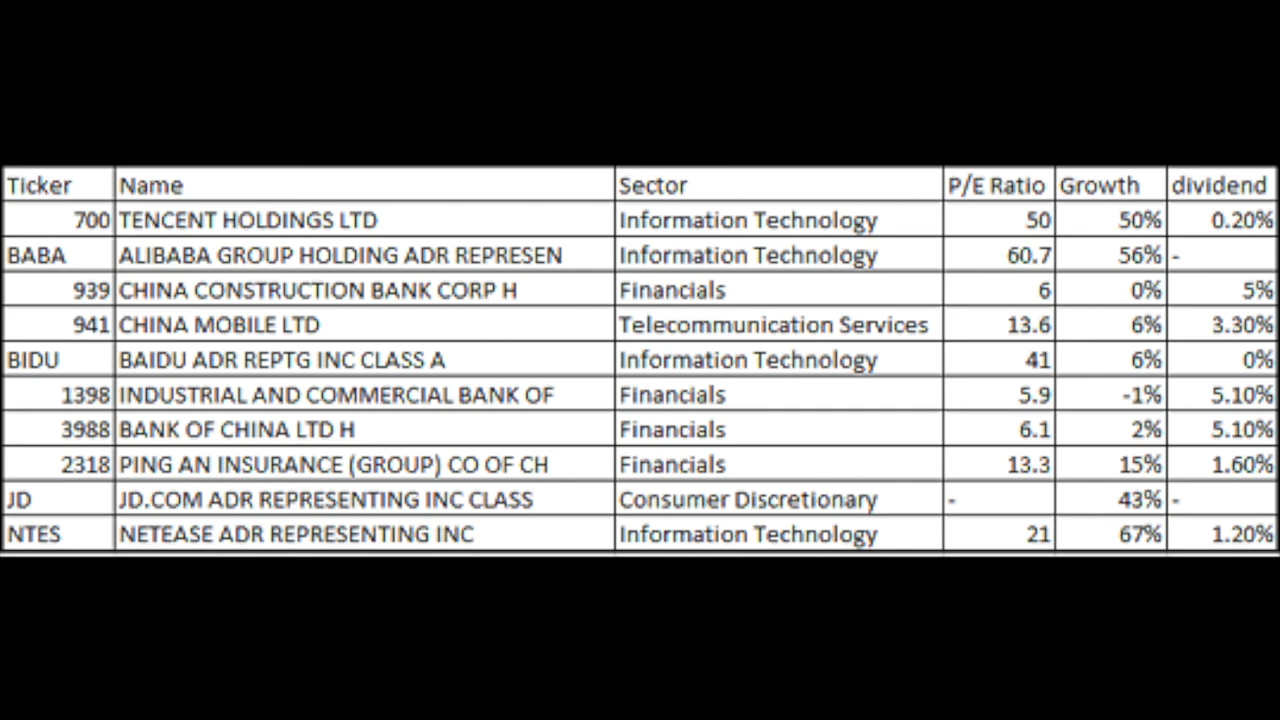 Ticker Name Sector P/E Ratio Growth dividend
700 TENCENT HOLDINGS LTD Information Technology 50 50% 0.20%
BABA ALIBABA GROUP HOLDING ADR REPRESEN Information Technology 60.7 56% -
939 CHINA CONSTRUCTION BANK CORP H Financials 6 0% 5%
941 CHINA MOBILE LTD Telecommunication Services 13.6 6% 3.30%
BIDU BAIDU ADR REPTG INC CLASS A Information Technology 41 6% 0%
1398 INDUSTRIAL AND COMMERCIAL BANK OF Financials 5.9 -1% 5.10%
3988 BANK OF CHINA LTD H Financials 6.1 2% 5.10%
2318 PING AN INSURANCE (GROUP) CO OF CH Financials 13.3 15% 1.60%
JD JD.COM ADR REPRESENTING INC CLASS Consumer Discretionary - 43% -
NTES NETEASE ADR REPRESENTING INC Information Technology 21 67% 1.20%